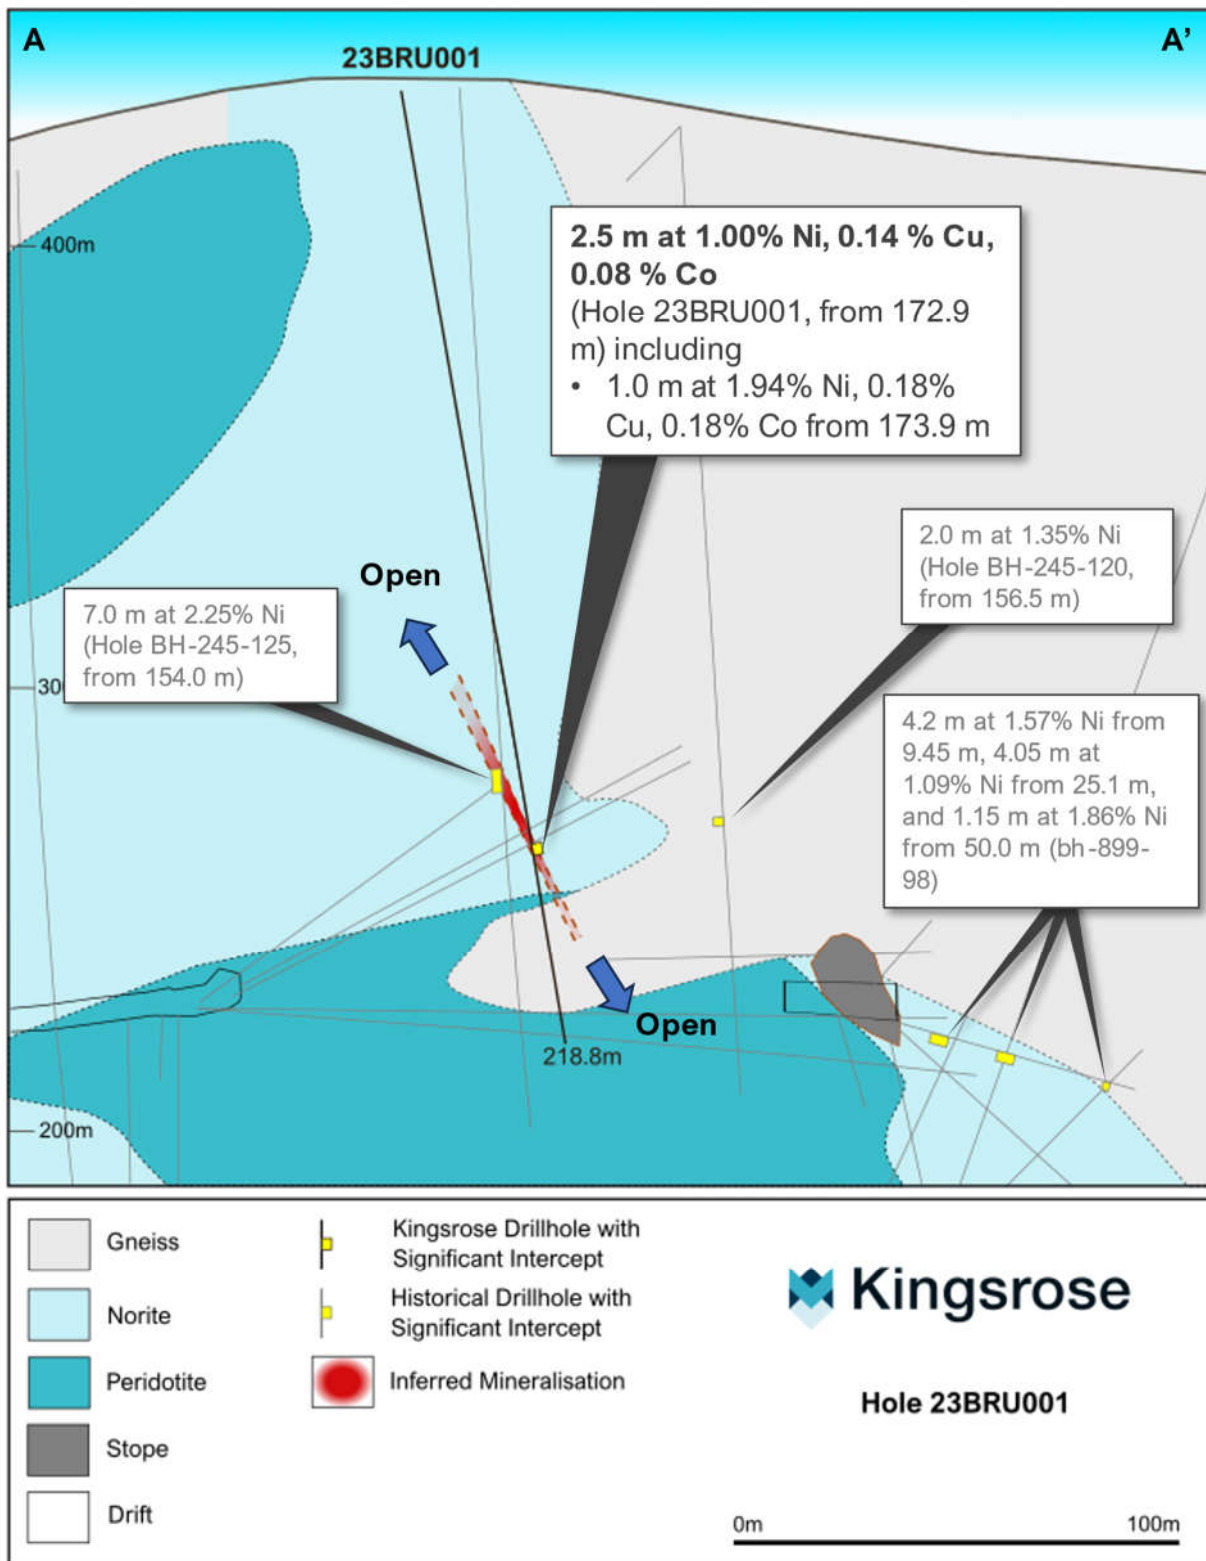 A
A’
23BRU001
400m
2.5 m at 1.00% Ni, 0.14 % Cu,
0.08 % Co
(Hole 23BRU001, from 172.9
m) including
• 1.0 m at 1.94% Ni, 0.18%
Cu, 0.18% Co from 173.9 m
2.0 m at 1.35% Ni
(Hole BH-245-120,
from 156.5 m)
Open
7.0 m at 2.25% Ni
(Hole BH-245-125,
from 154.0 m)
30
4.2 m at 1.57% Ni from
9.45 m, 4.05 m at
1.09% Ni from 25.1 m,
and 1.15 m at 1.86% Ni
from 50.0 m (bh-899-
98)
Open
218.8m
200m
Gneiss
Norite
Peridotite
Stope
Drift
Kingsrose Drillhole with
Significant Intercept
Historical Drillhole with
Significant Intercept
Inferred Mineralisation
Kingsrose
Hole 23BRU001
0m
100m